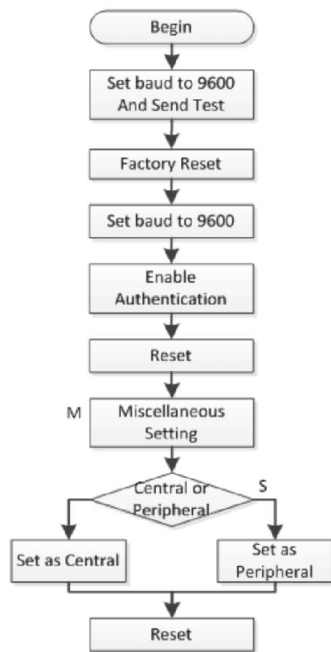 Begin
Set baud to 9600
And Send Test
Factory Reset
Set baud to 9600
Enable
Authentication
Reset
M
Miscellaneous
Setting
Central or
Peripheral
S
Set as Central
Set as
Peripheral
Reset